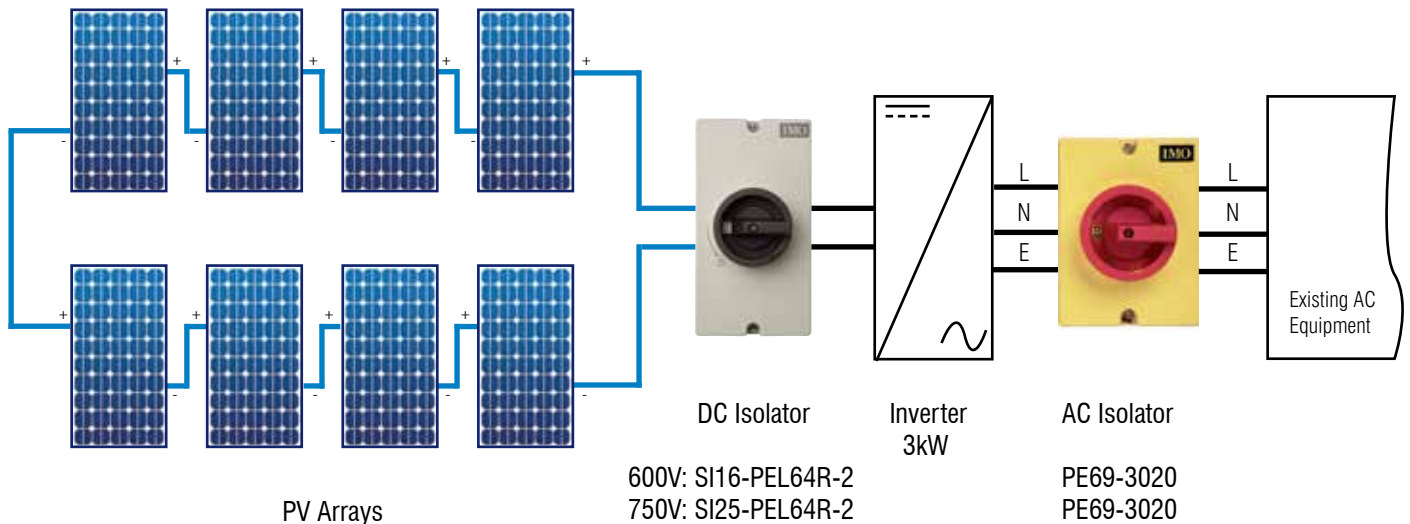 + + + +
- - - -
IMO
IMO
L L
N N
E E
+ + + +
- - - -
Existing AC
Equipment
DC Isolator Inverter AC Isolator
3kW
600V: SI16-PEL64R-2 PE69-3020
PV Arrays 750V: SI25-PEL64R-2 PE69-3020